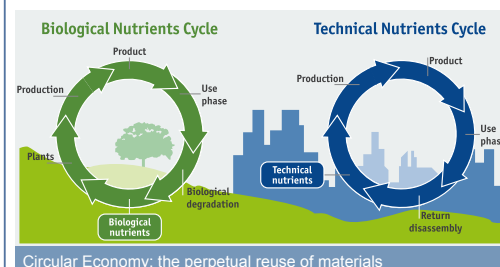 Biological Nutrients Cycle
Product
Production
Use
phase
Plants
Biological
degradation
Biological
nutrients
Technical Nutrients Cycle
Product
Production
Use
phas
Technical
nutrients
Return
disassembly
Circular Economy: the perpetual reuse of materials